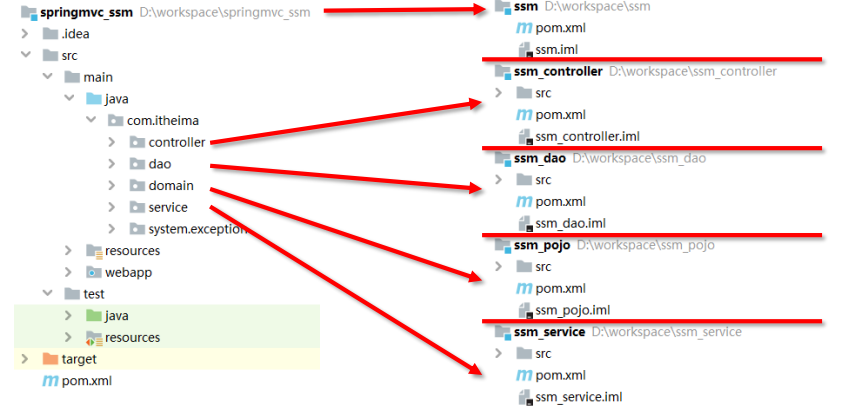 springmvc_ssm D:\workspace\springmvc_ssm
.idea
src
main
java
com.itheima
controller
dao
domain
service
system.exception
resources
webapp
test
java
resources
target
pom.xml
ssm D:\workspace\ssm
pom.xml
ssm.iml
ssm_controller D:\workspace\ssm_controller
src
pom.xml
ssm_controller.iml
ssm_dao D:\workspace\ssm_dao
src
pom.xml
ssm_dao.iml
ssm_pojo D:\workspace\ssm_pojo
src
pom.xml
ssm_pojo.iml
ssm_service D:\workspace\ssm_service
src
pom.xml
ssm_service.iml